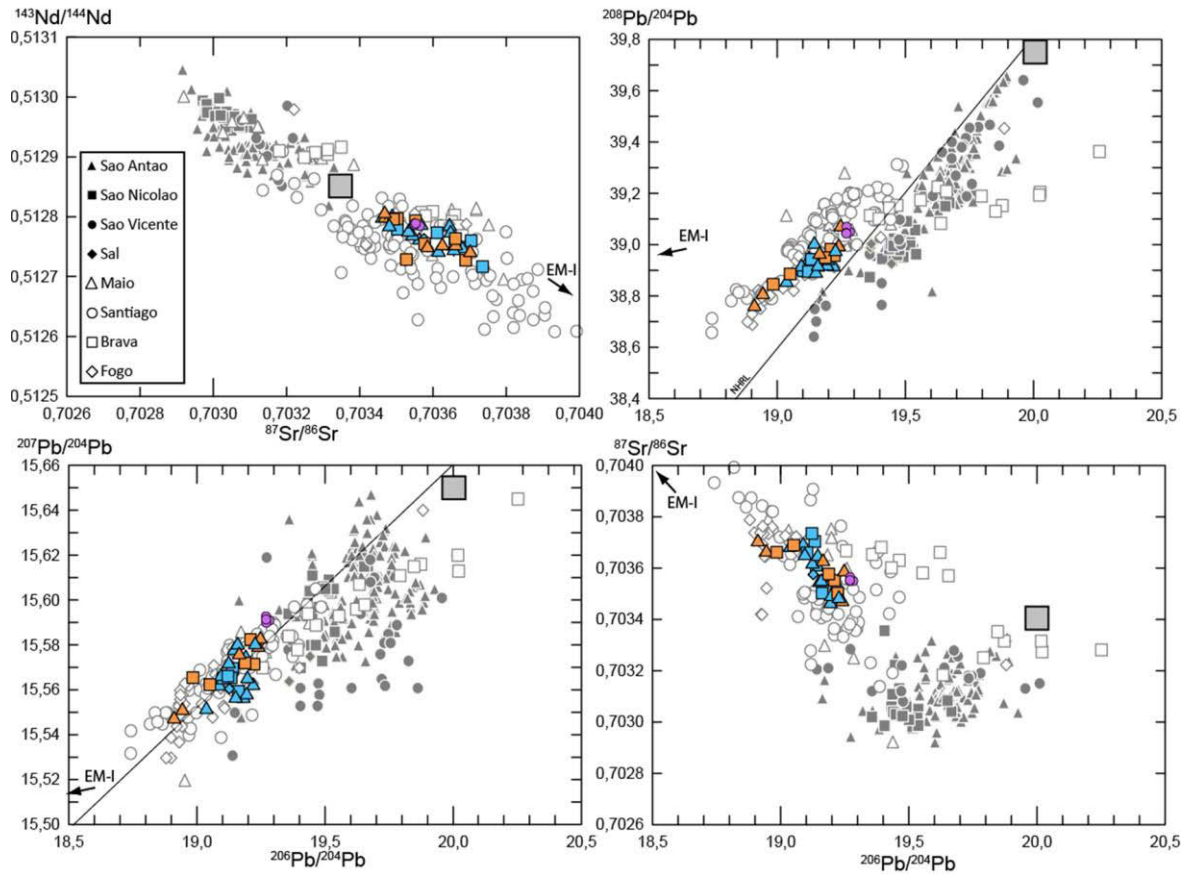 ¹⁴³Nd/¹⁴⁴Nd
0,5131
0,5130
0,5129
0,5128
0,5127
0,5126
0,5125
Sao Antao
Sao Nicolao
Sao Vicente
Sal
Maio
Santiago
Brava
Fogo
EM-I
0,7026 0,7030 0,7032 0,7034 0,7036 0,7038 0,7040
⁸⁷Sr/⁸⁶Sr
²⁰⁸Pb/²⁰⁴Pb
39,8
39,6
39,4
39,2
39,0
38,8
38,6
38,4
EM-I
NHRL
18,5 19,0 19,5 20,0 20,5
²⁰⁷Pb/²⁰⁴Pb
15,66
15,64
15,62
15,60
15,58
15,56
15,54
15,52
15,50
EM-I
18,5 19,0 19,5 20,0 20,5
²⁰⁶Pb/²⁰⁴Pb
⁸⁷Sr/⁸⁶Sr
0,7040
0,7038
0,7036
0,7034
0,7032
0,7030
0,7028
0,7026
EM-I
18,5 19,0 19,5 20,0 20,5
²⁰⁶Pb/²⁰⁴Pb